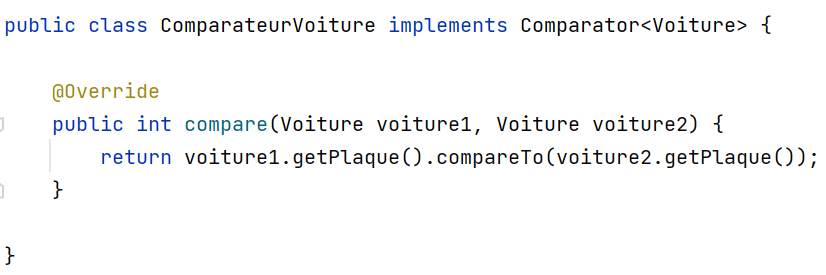 public class ComparateurVoiture implements Comparator<Voiture> {
@Override
public int compare(Voiture voiture1, Voiture voiture2) {
return voiture1.getPlaque().compareTo(voiture2.getPlaque());
}
}